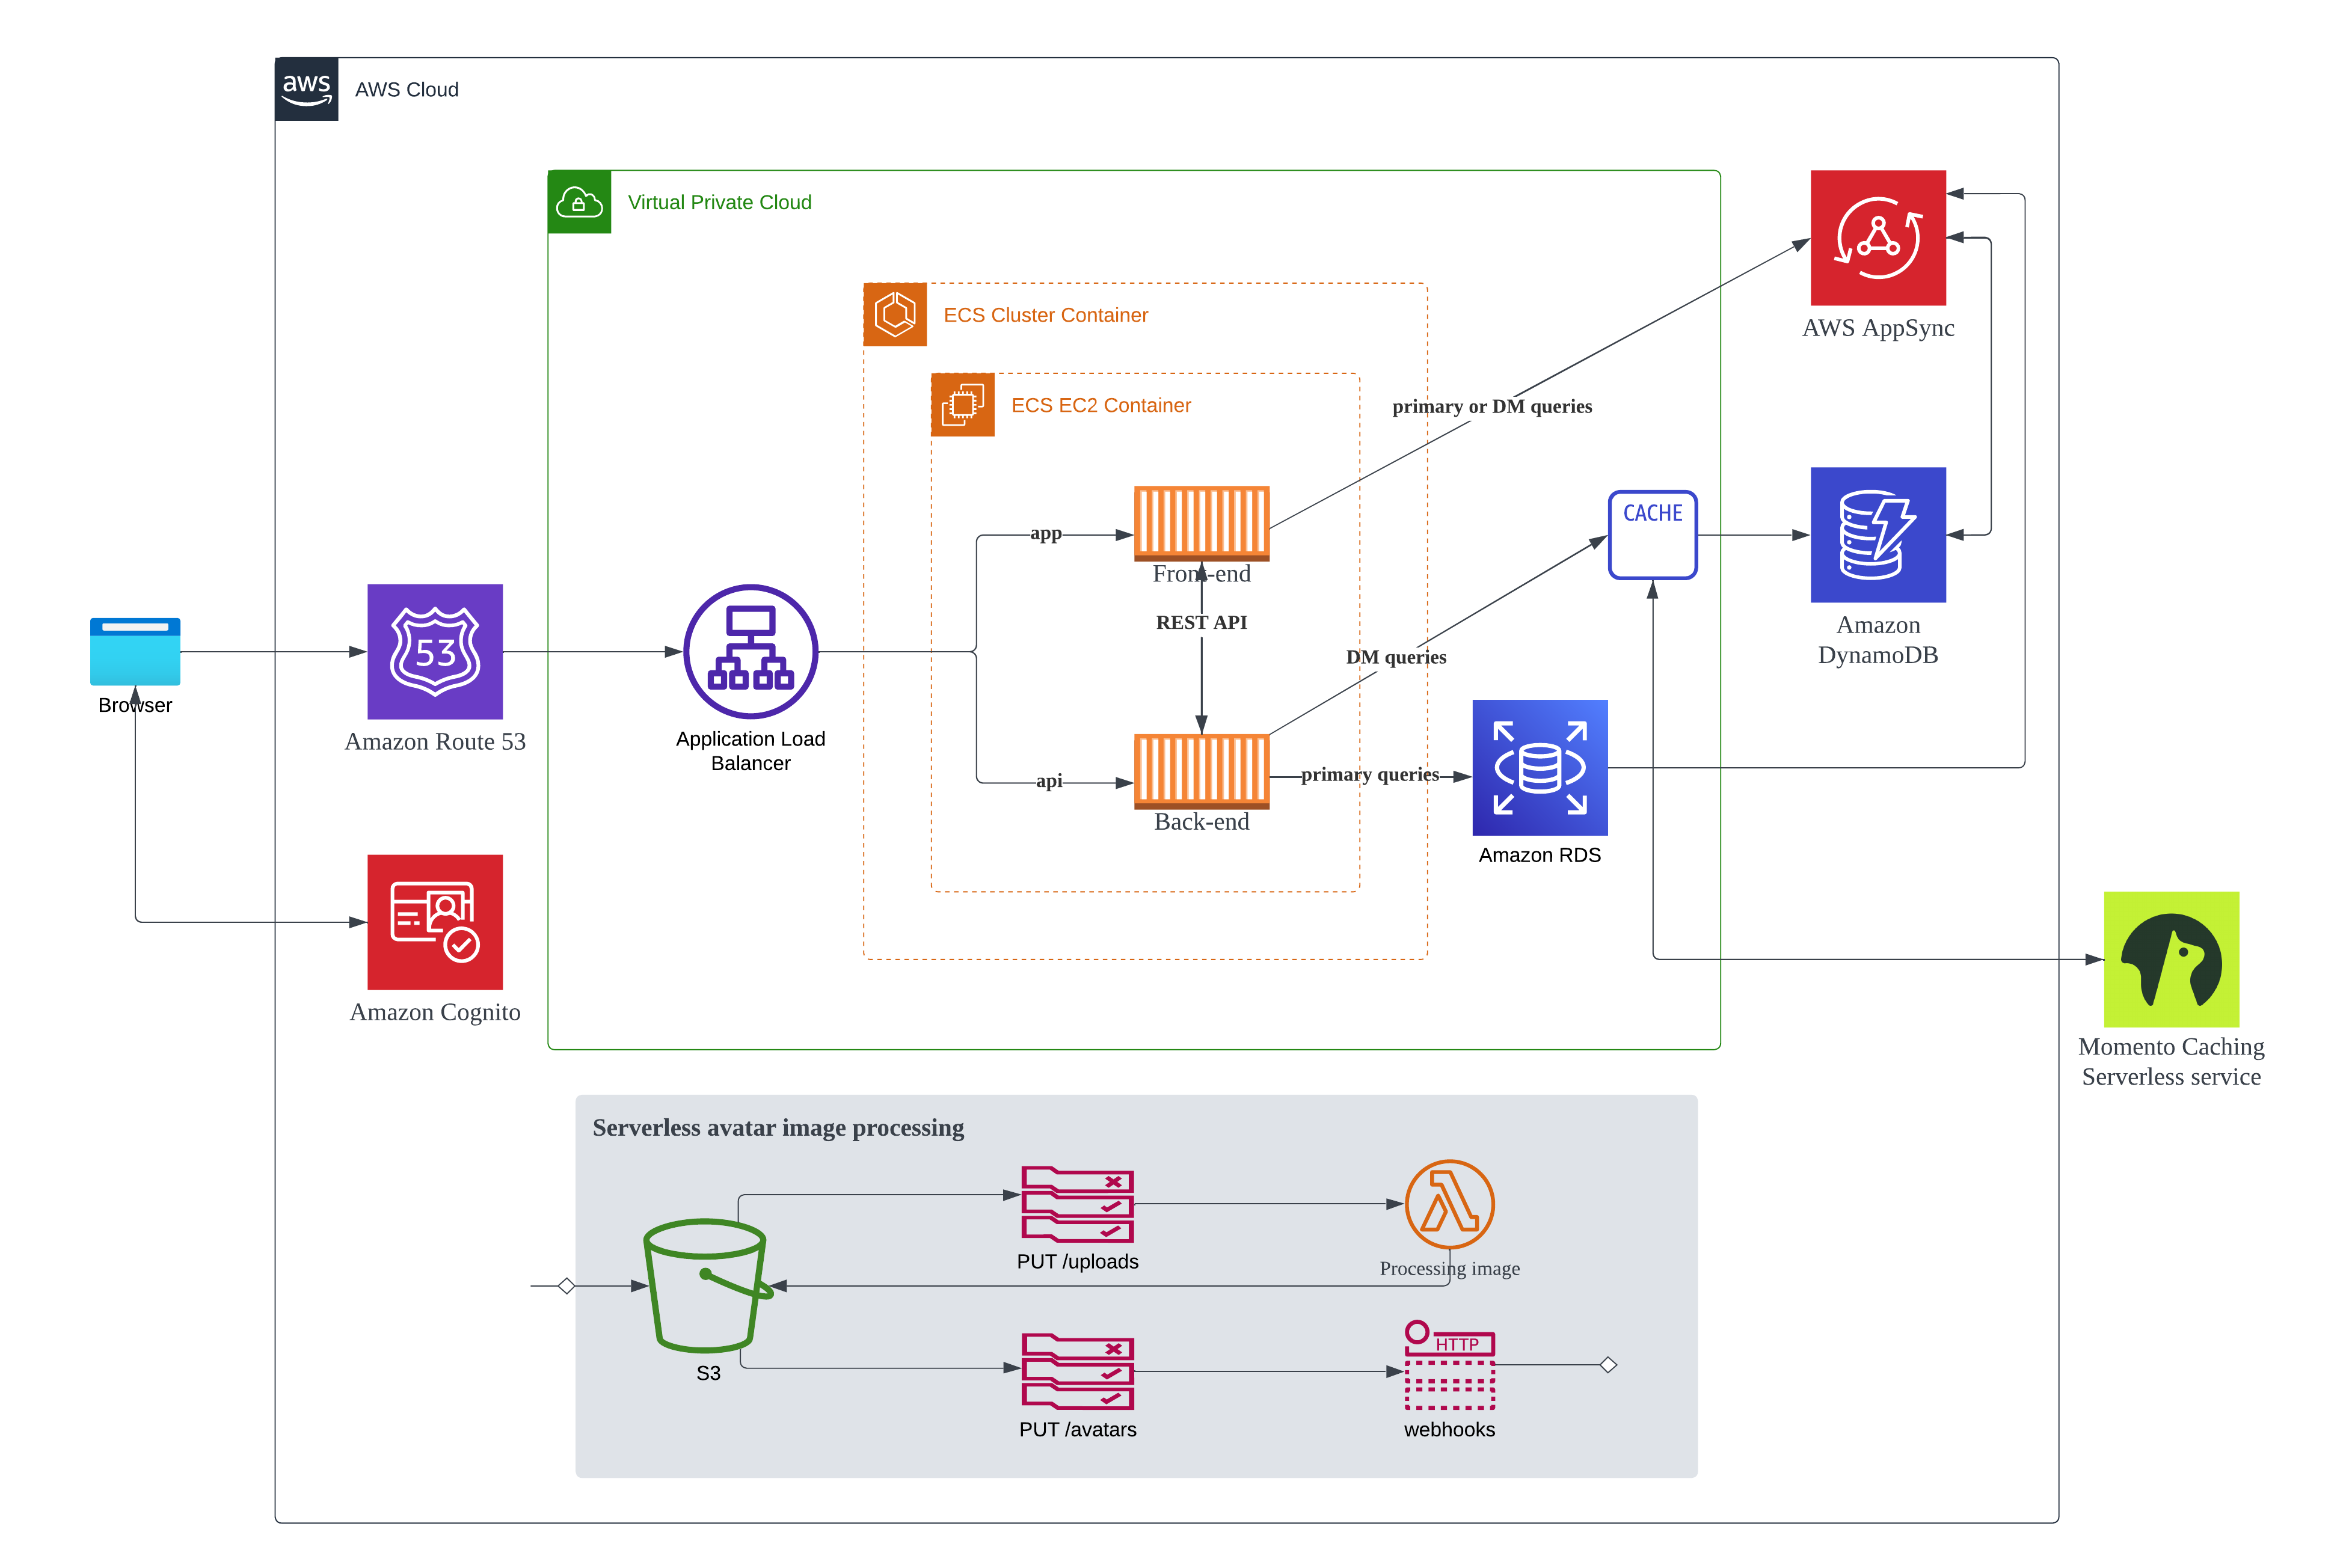 aws
AWS Cloud
Virtual Private Cloud
ECS Cluster Container
ECS EC2 Container
AWS AppSync
primary or DM queries
CACHE
app
Front-end
REST API
Amazon
DynamoDB
53
Browser
Amazon Route 53
Application Load
Balancer
DM queries
api
primary queries
Back-end
Amazon RDS
Amazon Cognito
Momento Caching
Serverless service
Serverless avatar image processing
PUT /uploads
Processing image
S3
HTTP
PUT /avatars
webhooks